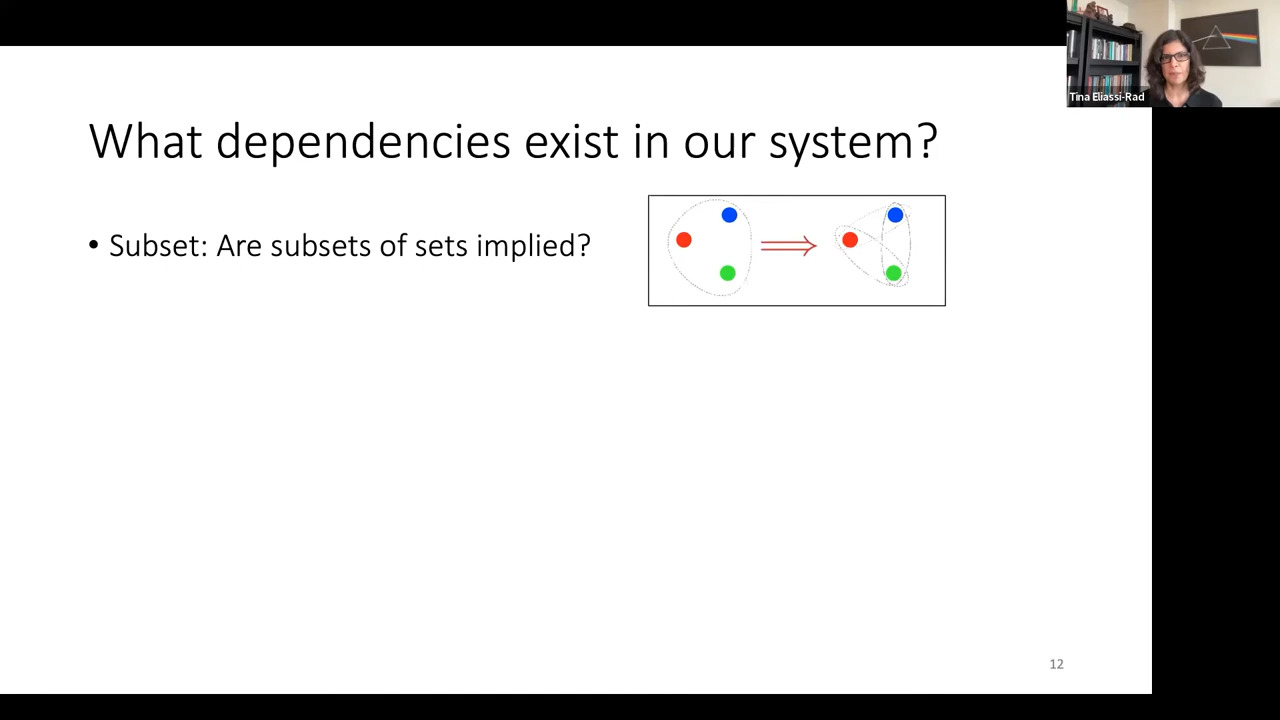 Tina Eliassi-Rad
What dependencies exist in our system?
• Subset: Are subsets of sets implied?
12